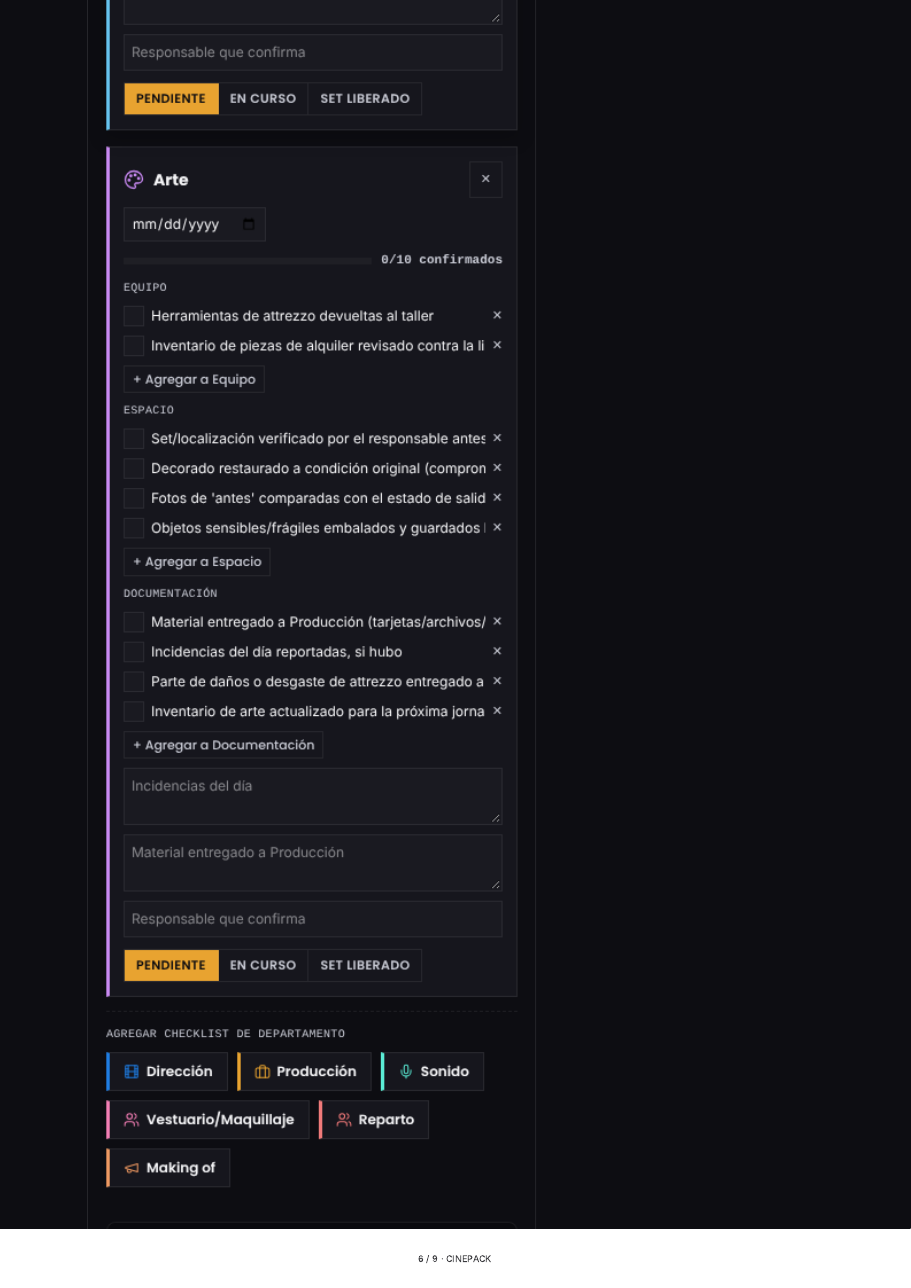 Responsable que confirma
PENDIENTE EN CURSO SET LIBERADO
Arte ×
mm/dd/yyyy
0/10 confirmados
EQUIPO
Herramientas de attrezzo devueltas al taller ×
Inventario de piezas de alquiler revisado contra la li ×
+ Agregar a Equipo
ESPACIO
Set/localización verificado por el responsable antes ×
Decorado restaurado a condición original (comprom ×
Fotos de 'antes' comparadas con el estado de salid ×
Objetos sensibles/frágiles embalados y guardados ×
+ Agregar a Espacio
DOCUMENTACIÓN
Material entregado a Producción (tarjetas/archivos/ ×
Incidencias del día reportadas, si hubo ×
Parte de daños o desgaste de attrezzo entregado a ×
Inventario de arte actualizado para la próxima jorna ×
+ Agregar a Documentación
Incidencias del día
Material entregado a Producción
Responsable que confirma
PENDIENTE EN CURSO SET LIBERADO
AGREGAR CHECKLIST DE DEPARTAMENTO
Dirección Producción Sonido
Vestuario/Maquillaje Reparto
Making of
6 / 9 · CINEPACK